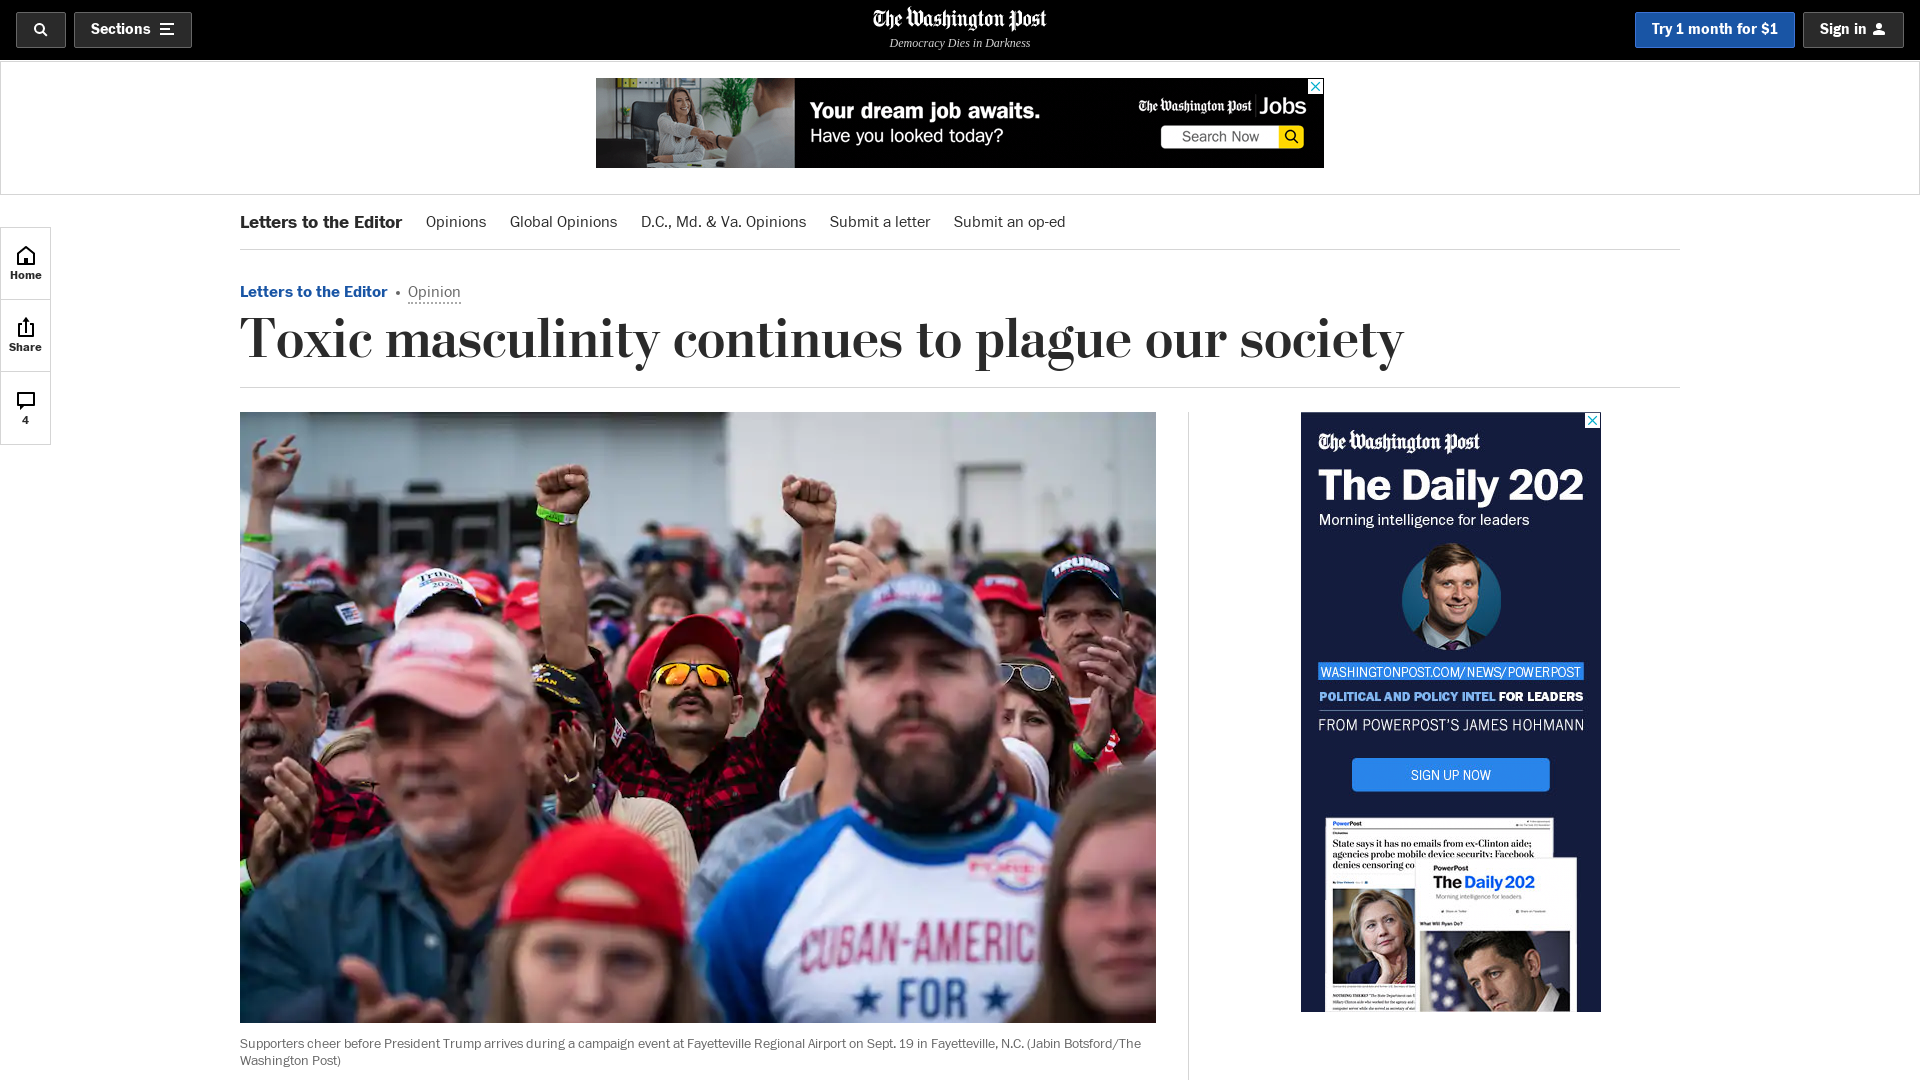 Sections
The Washington Post
Democracy Dies in Darkness
Try 1 month for $1
Sign in
Your dream job awaits.
Have you looked today?
The Washington Post Jobs
Search Now
Letters to the Editor Opinions Global Opinions D.C., Md. & Va. Opinions Submit a letter Submit an op-ed
Home
Share
4
Letters to the Editor • Opinion
Toxic masculinity continues to plague our society
Trump
2020
TRUMP
CUBAN-AMERIC
★ FOR ★
Supporters cheer before President Trump arrives during a campaign event at Fayetteville Regional Airport on Sept. 19 in Fayetteville, N.C. (Jabin Botsford/The
Washington Post)
The Washington Post
The Daily 202
Morning intelligence for leaders
WASHINGTONPOST.COM/NEWS/POWERPOST
POLITICAL AND POLICY INTEL FOR LEADERS
FROM POWERPOST'S JAMES HOHMANN
SIGN UP NOW
PowerPost
State says it has no emails from ex-Clinton aide;
agencies probe mobile device security; Facebook
denies censoring co
PowerPost
The Daily 202
Morning intelligence for leaders
What Will Ryan Do?